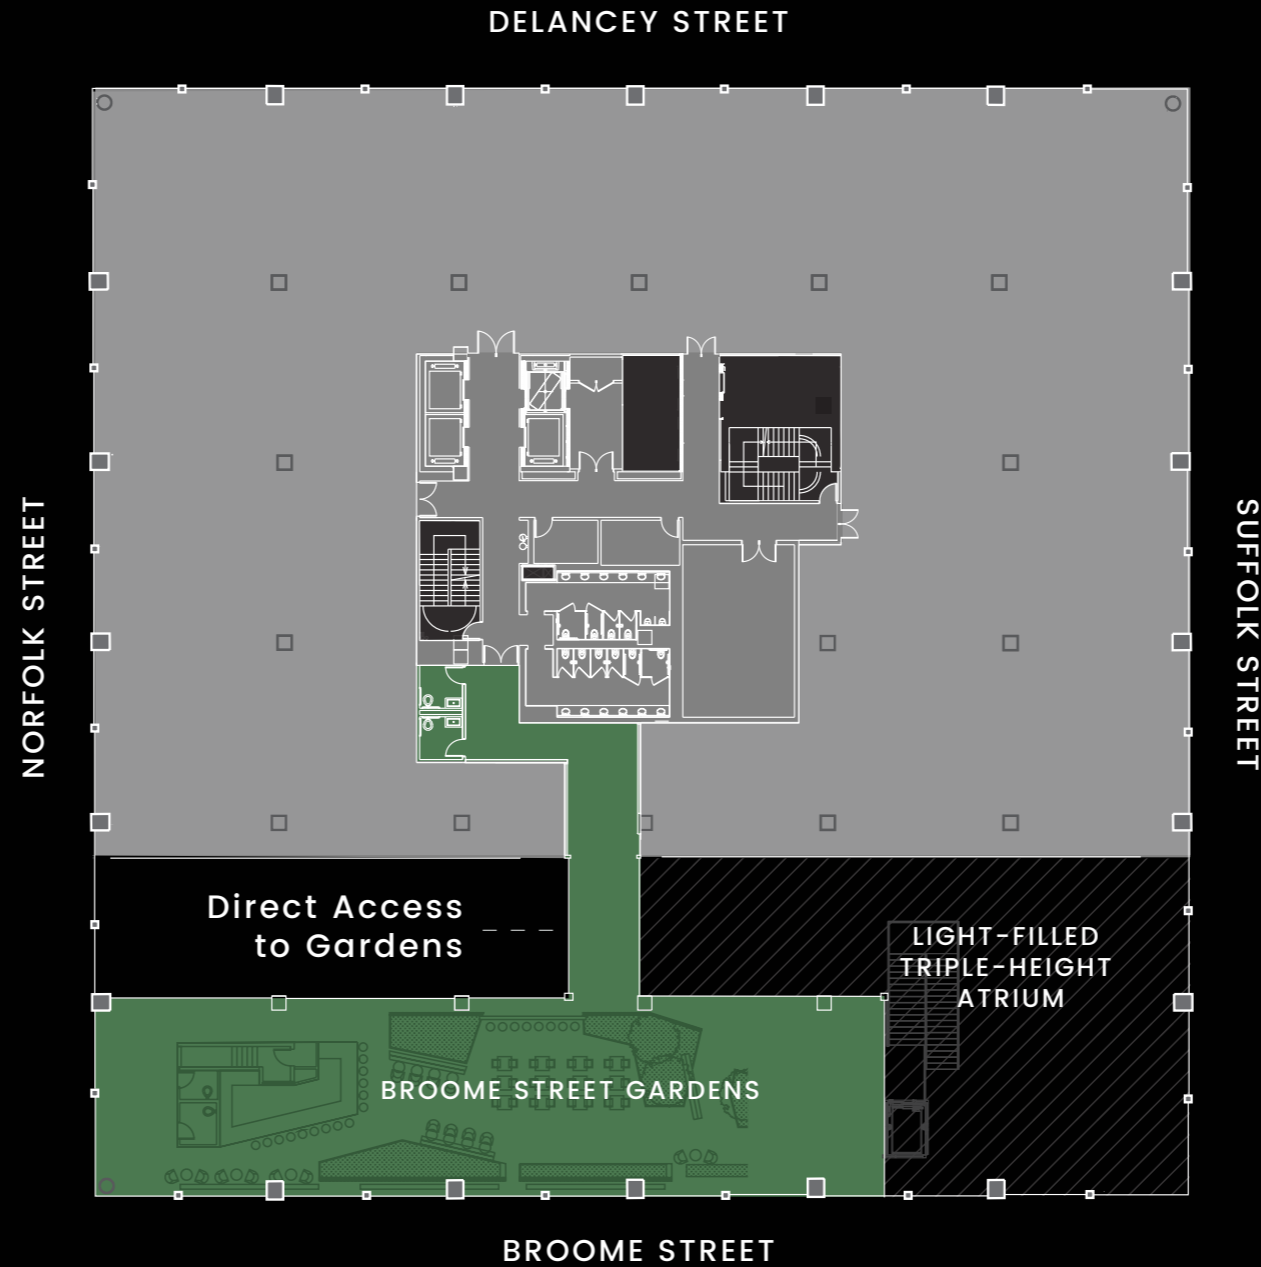 DELANCEY STREET
NORFOLK STREET
SUFFOLK STREET
Direct Access
to Gardens
LIGHT-FILLED
TRIPLE-HEIGHT
ATRIUM
BROOME STREET GARDENS
BROOME STREET